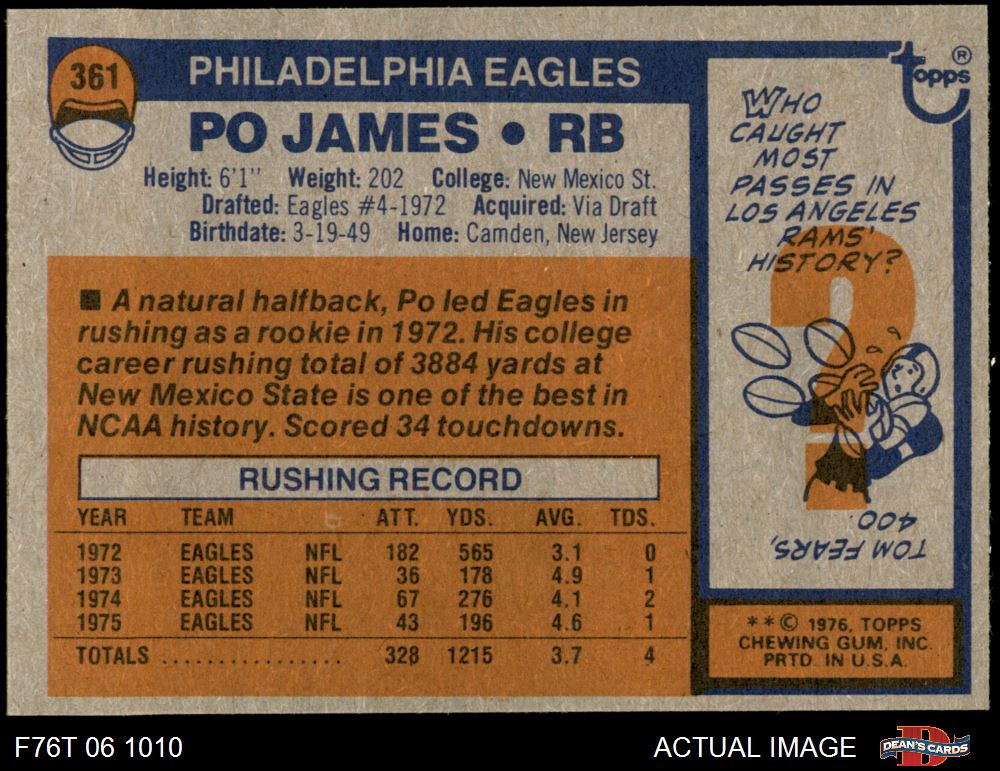 361
PHILADELPHIA EAGLES
PO JAMES • RB
Height: 6'1" Weight: 202 College: New Mexico St.
Drafted: Eagles #4-1972 Acquired: Via Draft
Birthdate: 3-19-49 Home: Camden, New Jersey
■ A natural halfback, Po led Eagles in
rushing as a rookie in 1972. His college
career rushing total of 3884 yards at
New Mexico State is one of the best in
NCAA history. Scored 34 touchdowns.
RUSHING RECORD
YEAR TEAM ATT. YDS. AVG. TDS.
1972 EAGLES NFL 182 565 3.1 0
1973 EAGLES NFL 36 178 4.9 1
1974 EAGLES NFL 67 276 4.1 2
1975 EAGLES NFL 43 196 4.6 1
TOTALS ................ 328 1215 3.7 4
topps ®
WHO
CAUGHT
MOST
PASSES IN
LOS ANGELES
RAMS'
HISTORY?
?
TOM FEARS,
400
* * © 1976, TOPPS
CHEWING GUM, INC.
PRTD. IN U.S.A.
F76T 06 1010
ACTUAL IMAGE
D
DEAN'S CARDS